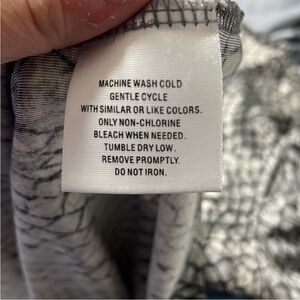 MACHINE WASH COLD
GENTLE CYCLE
WITH SIMILAR OR LIKE COLORS.
ONLY NON-CHLORINE
BLEACH WHEN NEEDED.
TUMBLE DRY LOW.
REMOVE PROMPTLY.
DO NOT IRON.